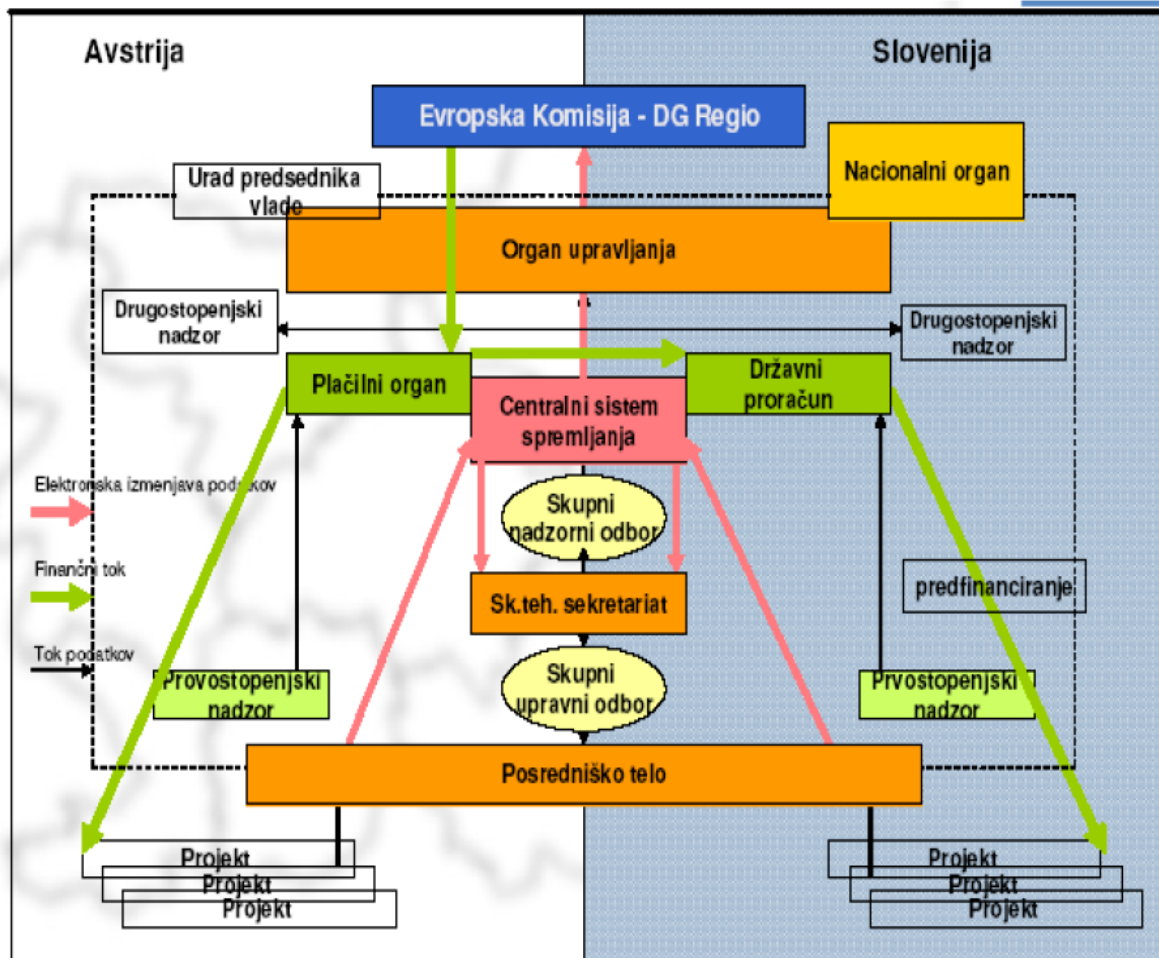 Avstrija
Slovenija
Evropska Komisija - DG Regio
Nacionalni organ
Urad predsednika
vlade
Organ upravljanja
Drugostopenjski
nadzor
Drugostopenjski
nadzor
Plačilni organ
Državni
proračun
Centralni sistem
spremljanja
Elektronska izmenjava podatkov
Skupni
nadzorni odbor
Finančni tok
predfinanciranje
Sk.teh. sekretariat
Tok podatkov
Provostopenjski
nadzor
Skupni
upravni odbor
Prvostopenjski
nadzor
Posredniško telo
Projekt
Projekt
Projekt
Projekt
Projekt
Projekt